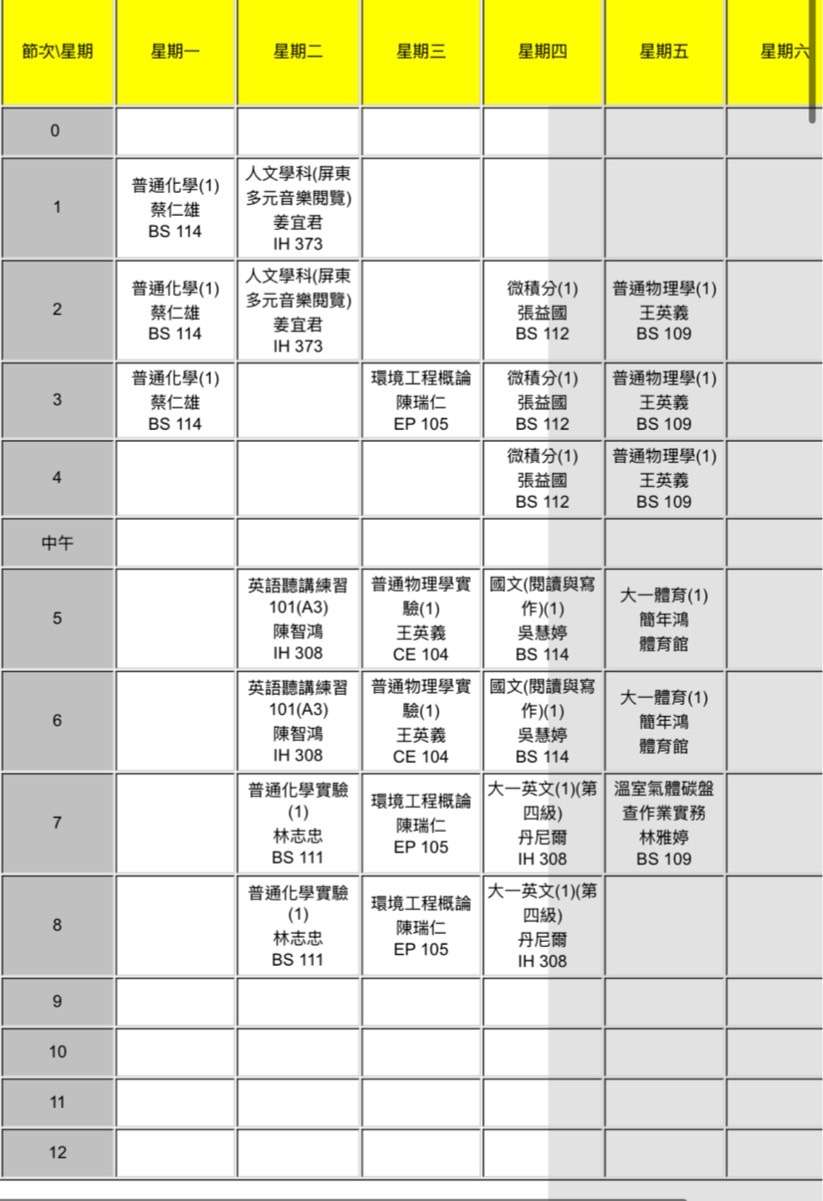 節次\星期 星期一 星期二 星期三 星期四 星期五 星期六
0
1
普通化學(1)
蔡仁雄
BS 114
人文學科(屏東
多元音樂閱覽)
姜宜君
IH 373
2
普通化學(1)
蔡仁雄
BS 114
人文學科(屏東
多元音樂閱覽)
姜宜君
IH 373
微積分(1)
張益國
BS 112
普通物理學(1)
王英義
BS 109
3
普通化學(1)
蔡仁雄
BS 114
環境工程概論
陳瑞仁
EP 105
微積分(1)
張益國
BS 112
普通物理學(1)
王英義
BS 109
4
微積分(1)
張益國
BS 112
普通物理學(1)
王英義
BS 109
中午
5
英語聽講練習
101(A3)
陳智鴻
IH 308
普通物理學實
驗(1)
王英義
CE 104
國文(閱讀與寫
作)(1)
吳慧婷
BS 114
大一體育(1)
簡年鴻
體育館
6
英語聽講練習
101(A3)
陳智鴻
IH 308
普通物理學實
驗(1)
王英義
CE 104
國文(閱讀與寫
作)(1)
吳慧婷
BS 114
大一體育(1)
簡年鴻
體育館
7
普通化學實驗
(1)
林志忠
BS 111
環境工程概論
陳瑞仁
EP 105
大一英文(1)(第
四級)
丹尼爾
IH 308
溫室氣體碳盤
查作業實務
林雅婷
BS 109
8
普通化學實驗
(1)
林志忠
BS 111
環境工程概論
陳瑞仁
EP 105
大一英文(1)(第
四級)
丹尼爾
IH 308
9
10
11
12